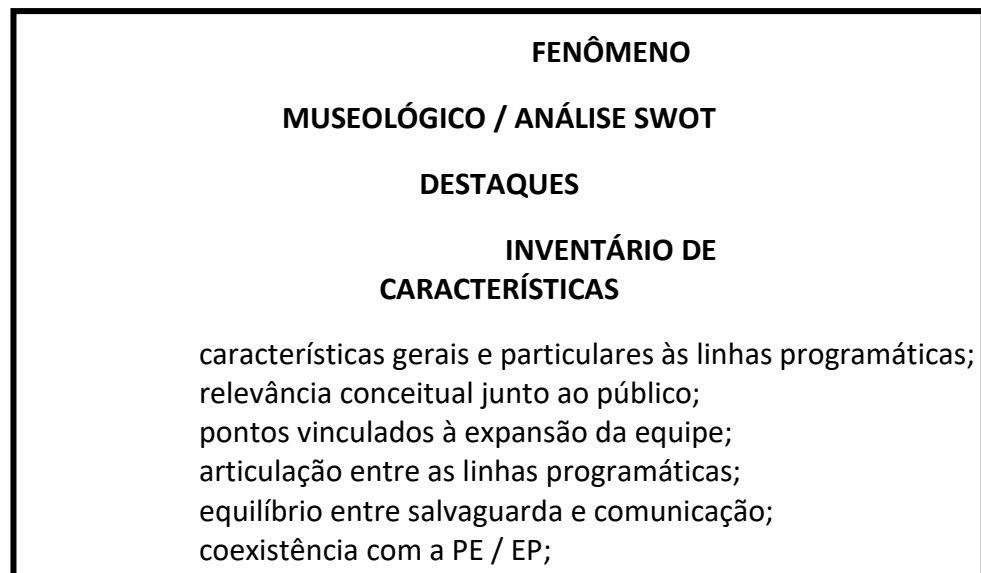 FENÔMENO
MUSEOLÓGICO / ANÁLISE SWOT
DESTAQUES
INVENTÁRIO DE
CARACTERÍSTICAS
características gerais e particulares às linhas programáticas;
relevância conceitual junto ao público;
pontos vinculados à expansão da equipe;
articulação entre as linhas programáticas;
equilíbrio entre salvaguarda e comunicação;
coexistência com a PE / EP;